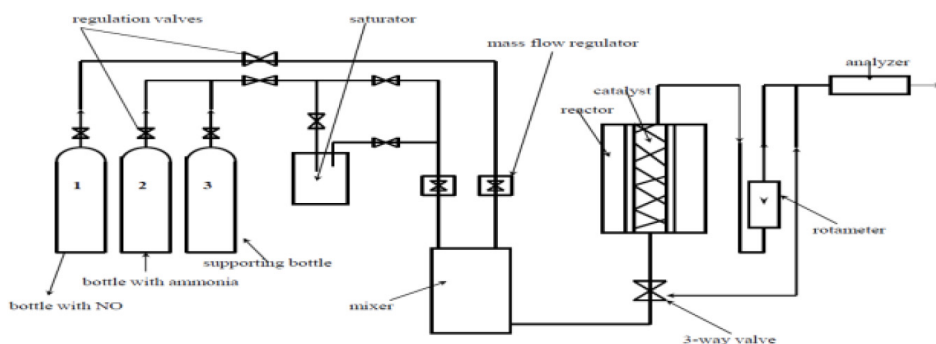 regulation valves
saturator
mass flow regulator
analyzer
catalyst
reactor
1
2
3
rotameter
supporting bottle
bottle with ammonia
bottle with NO
mixer
3-way valve